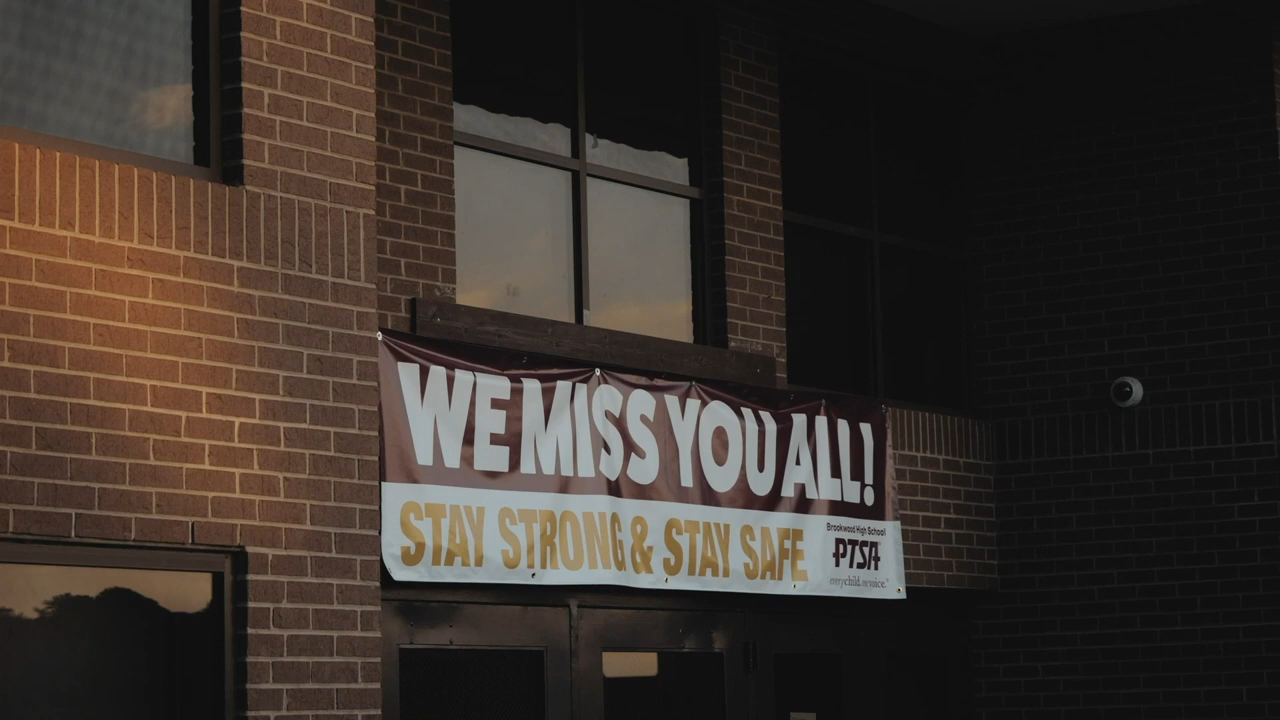 WE MISS YOU ALL!
STAY STRONG & STAY SAFE
Brookwood High School
PTSA
everychild.onevoice.®